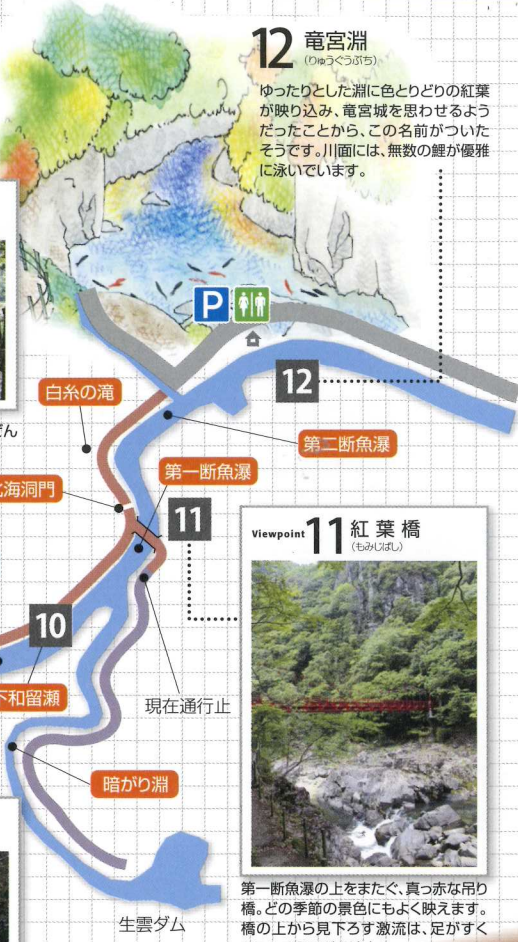 12 竜宮淵
(りゅうぐうぶち)
ゆったりとした淵に色とりどりの紅葉
が映り込み、竜宮城を思わせるよう
だったことから、この名前がついた
そうです。川面には、無数の鯉が優雅
に泳いでいます。
P
12
白糸の滝
第二断魚瀑
第一断魚瀑
海洞門
11
Viewpoint 11 紅葉橋
(もみじばし)
10
下和留瀬
現在通行止
暗がり淵
生雲ダム
第一断魚瀑の上をまたぐ、真っ赤な吊り
橋。どの季節の景色にもよく映えます。
橋の上から見下ろす激流は、足がすく